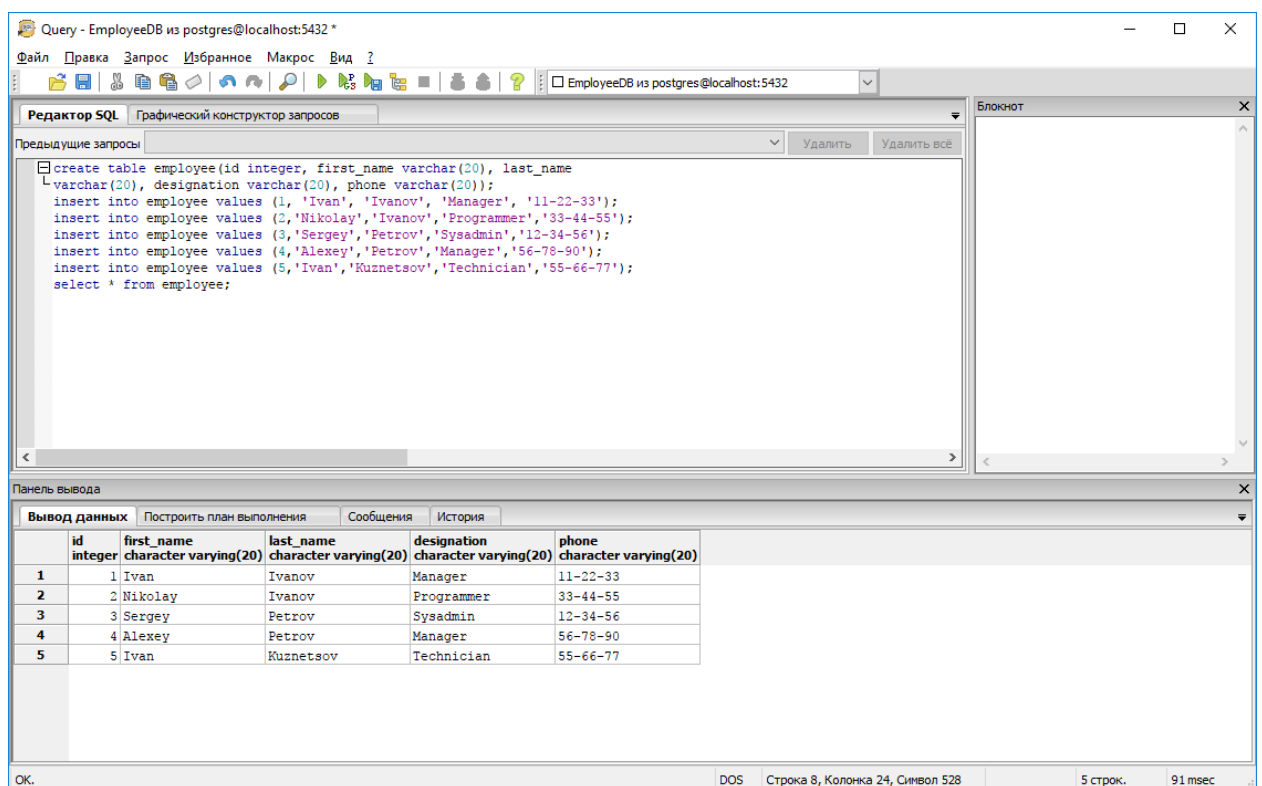 Query - EmployeeDB из postgres@localhost:5432 *
Файл Правка Запрос Избранное Макрос Вид ?
EmployeeDB из postgres@localhost:5432
Редактор SQL Графический конструктор запросов
Блокнот
Предыдущие запросы Удалить Удалить всё
create table employee(id integer, first_name varchar(20), last_name
varchar(20), designation varchar(20), phone varchar(20));
insert into employee values (1, 'Ivan', 'Ivanov', 'Manager', '11-22-33');
insert into employee values (2,'Nikolay','Ivanov','Programmer','33-44-55');
insert into employee values (3,'Sergey','Petrov','Sysadmin','12-34-56');
insert into employee values (4,'Alexey','Petrov','Manager','56-78-90');
insert into employee values (5,'Ivan','Kuznetsov','Technician','55-66-77');
select * from employee;
Панель вывода
Вывод данных Построить план выполнения Сообщения История
id first_name last_name designation phone
integer character varying(20) character varying(20) character varying(20) character varying(20)
1 1 Ivan Ivanov Manager 11-22-33
2 2 Nikolay Ivanov Programmer 33-44-55
3 3 Sergey Petrov Sysadmin 12-34-56
4 4 Alexey Petrov Manager 56-78-90
5 5 Ivan Kuznetsov Technician 55-66-77
OK. DOS Строка 8, Колонка 24, Символ 528 5 строк. 91 msec